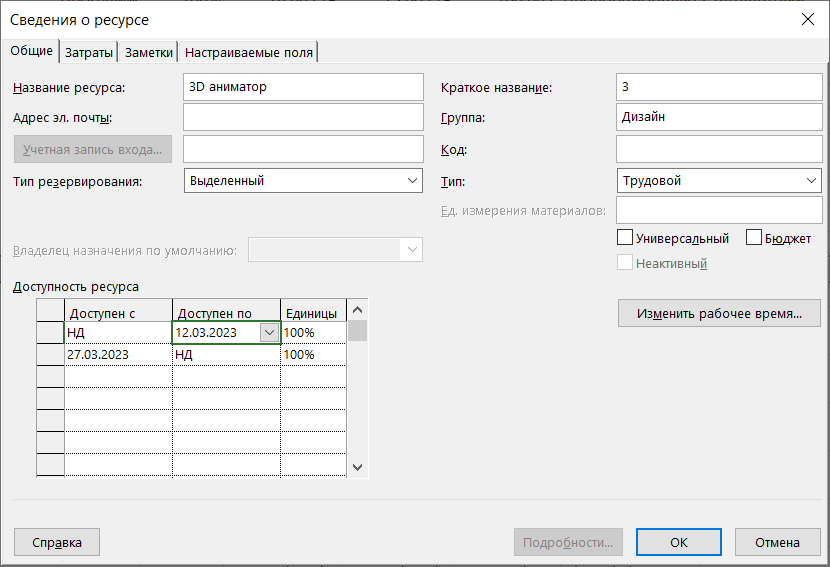 Сведения о ресурсе
Общие Затраты Заметки Настраиваемые поля
Название ресурса: 3D аниматор Краткое название: 3
Адрес эл. почты: Группа: Дизайн
Учетная запись входа... Код:
Тип резервирования: Выделенный Тип: Трудовой
Ед. измерения материалов:
Универсальный Бюджет
Владелец назначения по умолчанию:
Неактивный
Доступность ресурса
Доступен с Доступен по Единицы Изменить рабочее время...
НД 12.03.2023 100%
27.03.2023 НД 100%
Справка Подробности... ОК Отмена